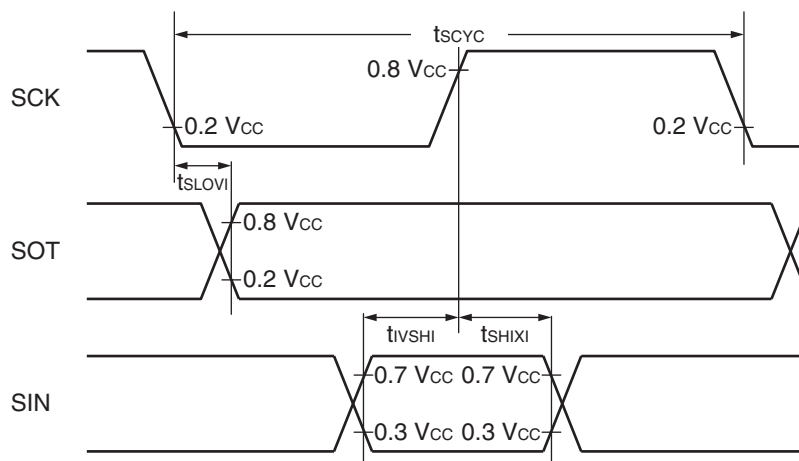 tSCYC
SCK
0.8 VCC
0.2 VCC
0.2 VCC
tSLOVI
SOT
0.8 VCC
0.2 VCC
tIVSHI
tSHIXI
SIN
0.7 VCC
0.7 VCC
0.3 VCC
0.3 VCC